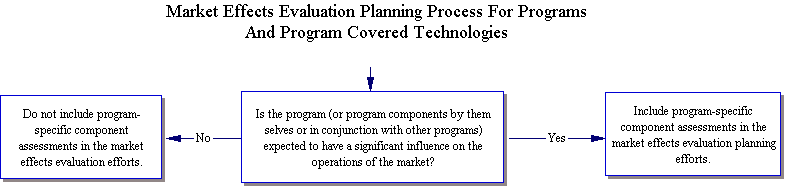 Market Effects Evaluation Planning Process For Programs
And Program Covered Technologies
Do not include program-
specific component
assessments in the market
effects evaluation efforts.
No
Is the program (or program components by them
selves or in conjunction with other programs)
expected to have a significant influence on the
operations of the market?
Yes
Include program-specific
component assessments in the
market effects evaluation planning
efforts.